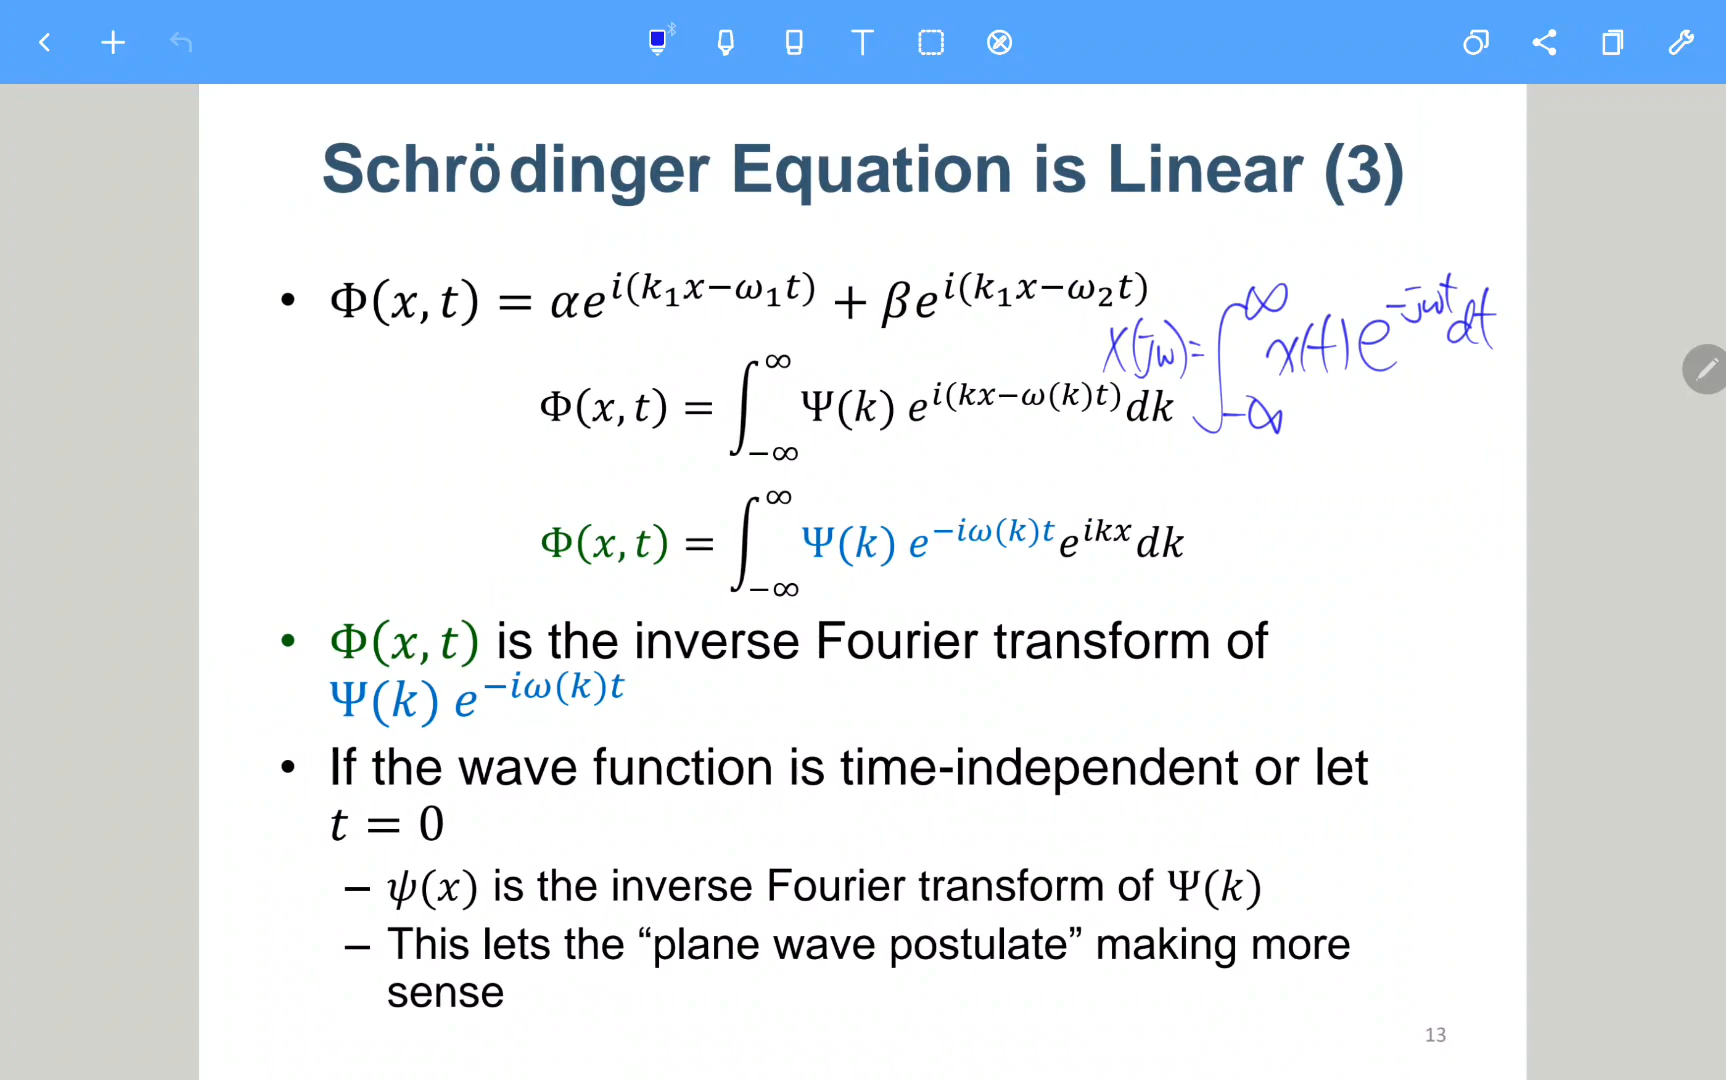 Schrödinger Equation is Linear (3)
• Φ(x, t) = αe^{i(k₁x−ω₁t)} + βe^{i(k₁x−ω₂t)}
X(jω) = ∫_{-∞}^{∞} x(t) e^{-jωt} dt
Φ(x, t) = ∫_{−∞}^{∞} Ψ(k) e^{i(kx−ω(k)t)} dk
Φ(x, t) = ∫_{−∞}^{∞} Ψ(k) e^{−iω(k)t} e^{ikx} dk
• Φ(x, t) is the inverse Fourier transform of
Ψ(k) e^{−iω(k)t}
• If the wave function is time-independent or let
t = 0
– ψ(x) is the inverse Fourier transform of Ψ(k)
– This lets the “plane wave postulate” making more
sense
13